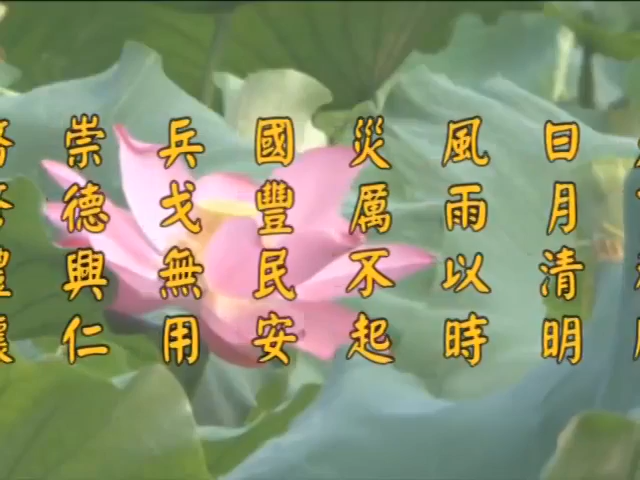 日月清明
風雨以時
災厲不起
國豐民安
兵戈無用
崇德興仁